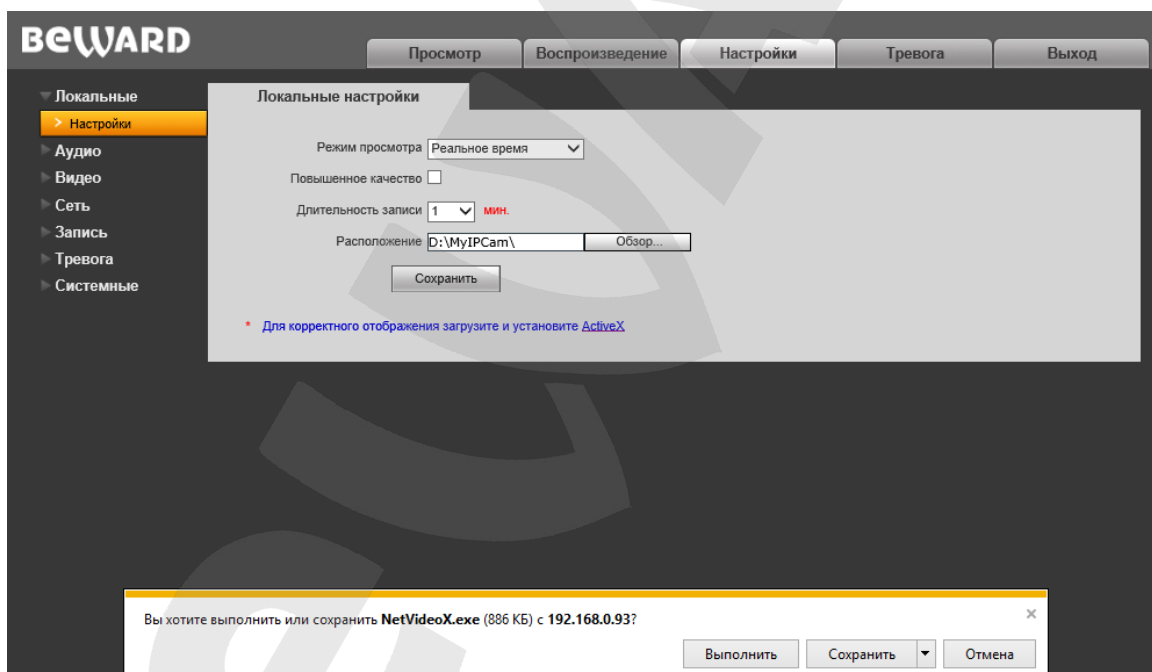 BEWARD
Просмотр Воспроизведение Настройки Тревога Выход
Локальные
> Настройки
Аудио
Видео
Сеть
Запись
Тревога
Системные
Локальные настройки
Режим просмотра Реальное время
Повышенное качество
Длительность записи 1 мин.
Расположение D:\MyIPCam\ Обзор...
Сохранить
* Для корректного отображения загрузите и установите ActiveX
Вы хотите выполнить или сохранить NetVideoX.exe (886 КБ) с 192.168.0.93?
Выполнить Сохранить Отмена